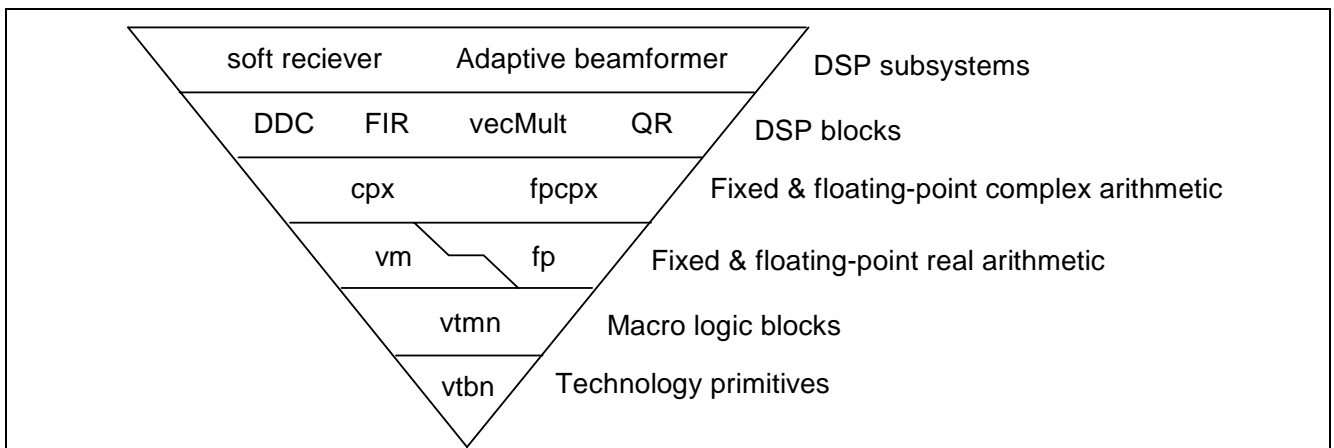 soft reciever Adaptive beamformer DSP subsystems
DDC FIR vecMult QR DSP blocks
cpx fpcpx Fixed & floating-point complex arithmetic
vm fp Fixed & floating-point real arithmetic
vtmn Macro logic blocks
vtbn Technology primitives